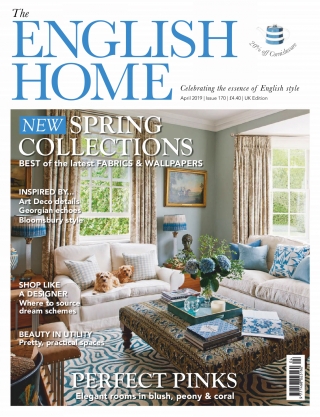 The
ENGLISH
HOME
20% off Cornishware
Celebrating the essence of English style
April 2019 | Issue 170 | £4.40 | UK Edition
NEW SPRING
COLLECTIONS
BEST of the latest FABRICS & WALLPAPERS
INSPIRED BY...
Art Deco details
Georgian echoes
Bloomsbury style
SHOP LIKE
A DESIGNER
Where to source
dream schemes
BEAUTY IN UTILITY
Pretty, practical spaces
PERFECT PINKS
Elegant rooms in blush, peony & coral